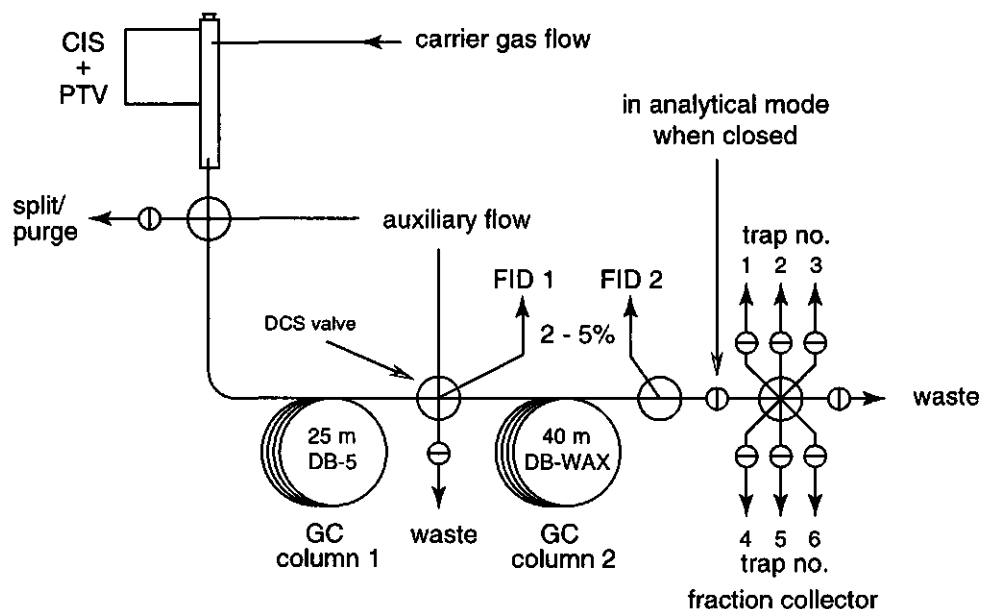 CIS
+
PTV
carrier gas flow
in analytical mode
when closed
split/
purge
auxiliary flow
trap no.
1 2 3
FID 1 FID 2
DCS valve
2 - 5%
waste
25 m
DB-5
40 m
DB-WAX
GC
column 1
waste
GC
column 2
4 5 6
trap no.
fraction collector